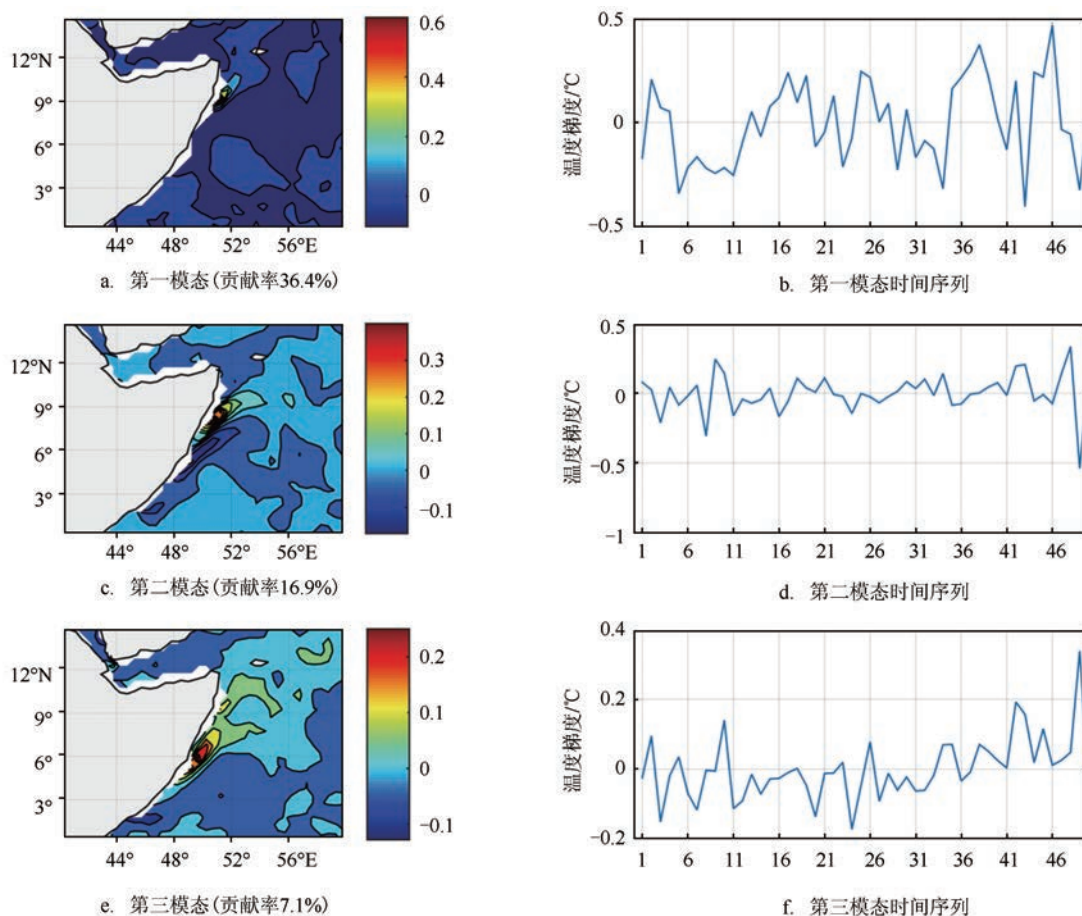 12°N
9°
6°
3°
44° 48° 52° 56°E
0.6
0.4
0.2
0
a. 第一模态(贡献率36.4%)
温度梯度/℃
0.5
0
−0.5
1 6 11 16 21 26 31 36 41 46
b. 第一模态时间序列
12°N
9°
6°
3°
44° 48° 52° 56°E
0.3
0.2
0.1
0
−0.1
c. 第二模态(贡献率16.9%)
温度梯度/℃
0.5
0
−0.5
−1
1 6 11 16 21 26 31 36 41 46
d. 第二模态时间序列
12°N
9°
6°
3°
44° 48° 52° 56°E
0.2
0.1
0
−0.1
e. 第三模态(贡献率7.1%)
温度梯度/℃
0.4
0.2
0
−0.2
1 6 11 16 21 26 31 36 41 46
f. 第三模态时间序列